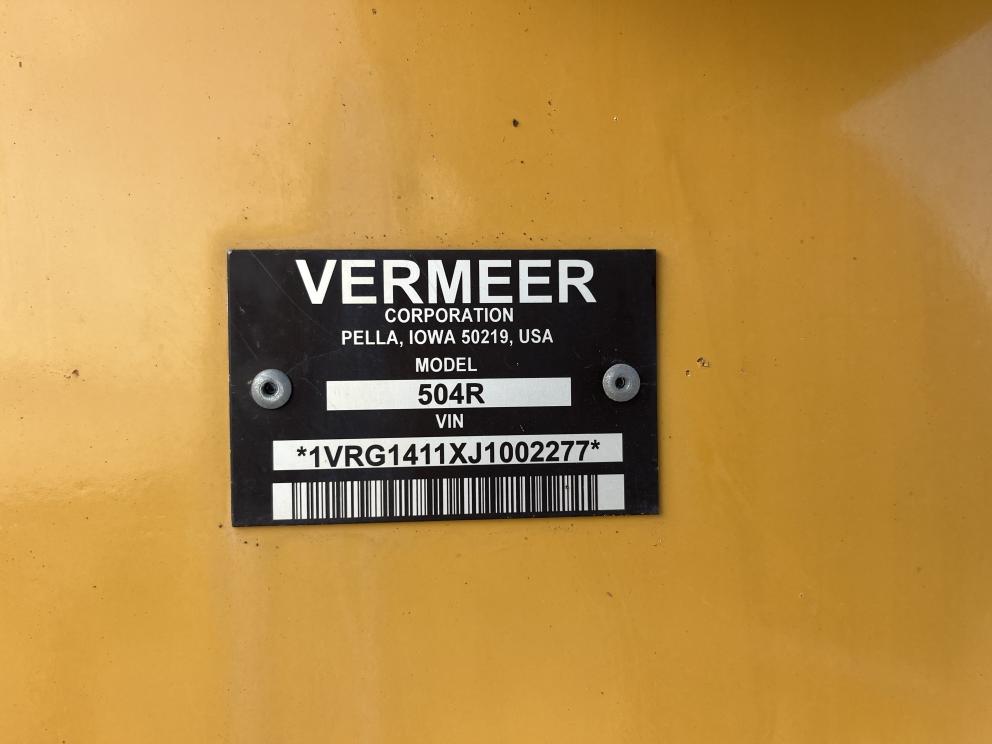 VERMEER
CORPORATION
PELLA, IOWA 50219, USA
MODEL
504R
VIN
*1VRG1411XJ1002277*